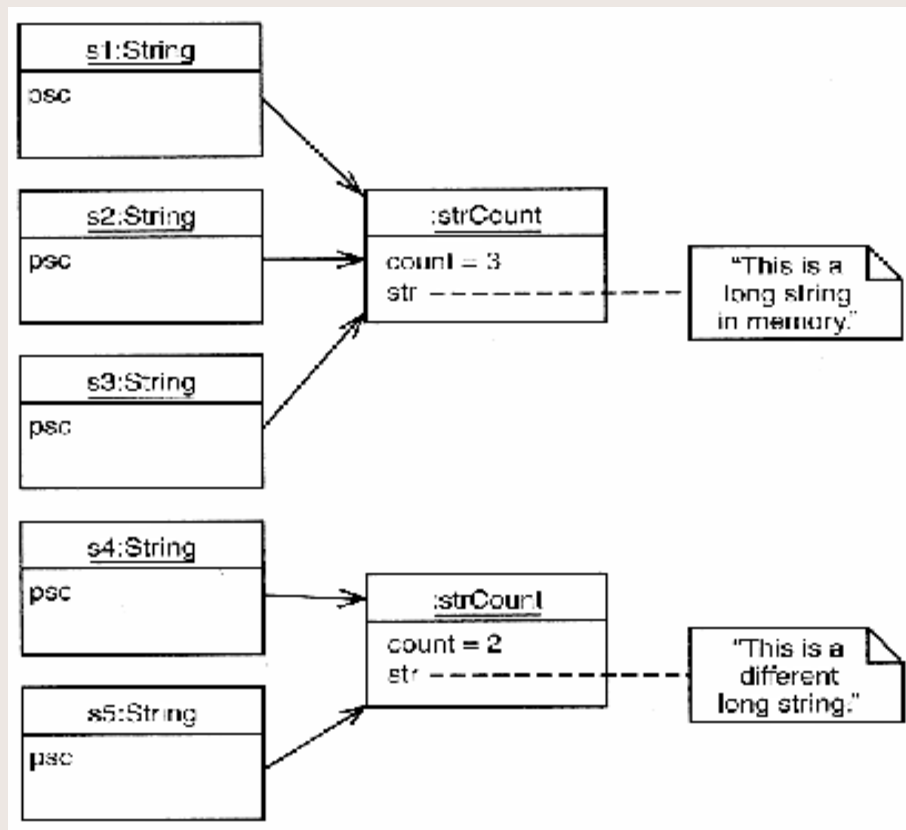 s1:String
psc
s2:String
psc
:strCount
count = 3
str
"This is a
long string
in memory."
s3:String
psc
s4:String
psc
:strCount
count = 2
str
"This is a
different
long string."
s5:String
psc